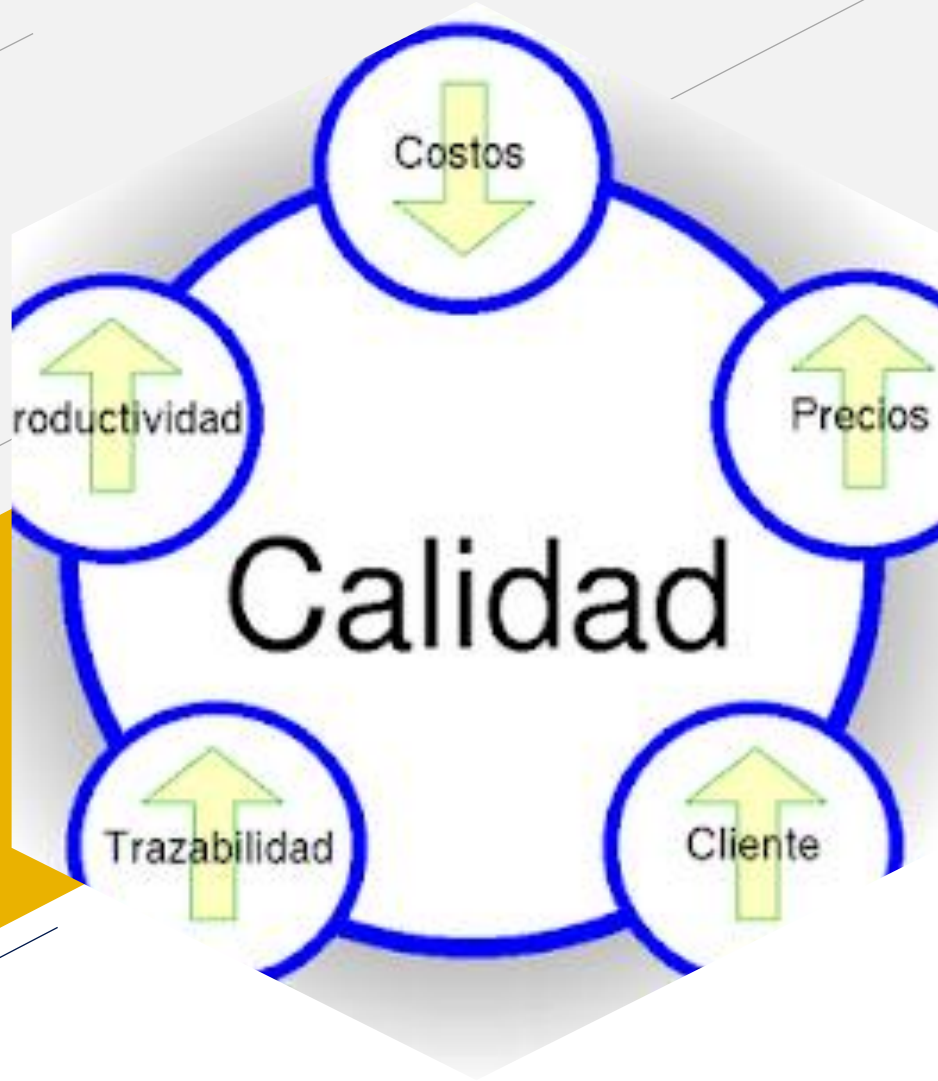 Costos
roductividad
Precios
Calidad
Trazabilidad
Cliente